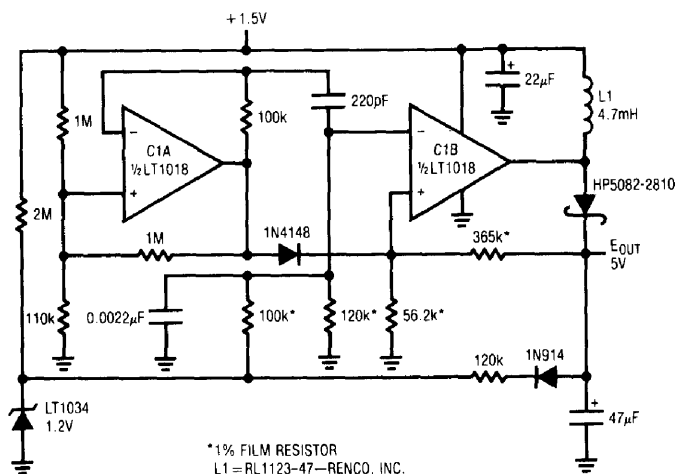 +1.5V
+
22µF
L1
4.7mH
220pF
100k
1M
−
C1A
½LT1018
+
−
C1B
½LT1018
+
HP5082-2810
2M
1N4148
365k*
EOUT
5V
1M
110k
0.0022µF
100k*
120k*
56.2k*
120k
1N914
LT1034
1.2V
+
47µF
*1% FILM RESISTOR
L1=RL1123-47—RENCO, INC.